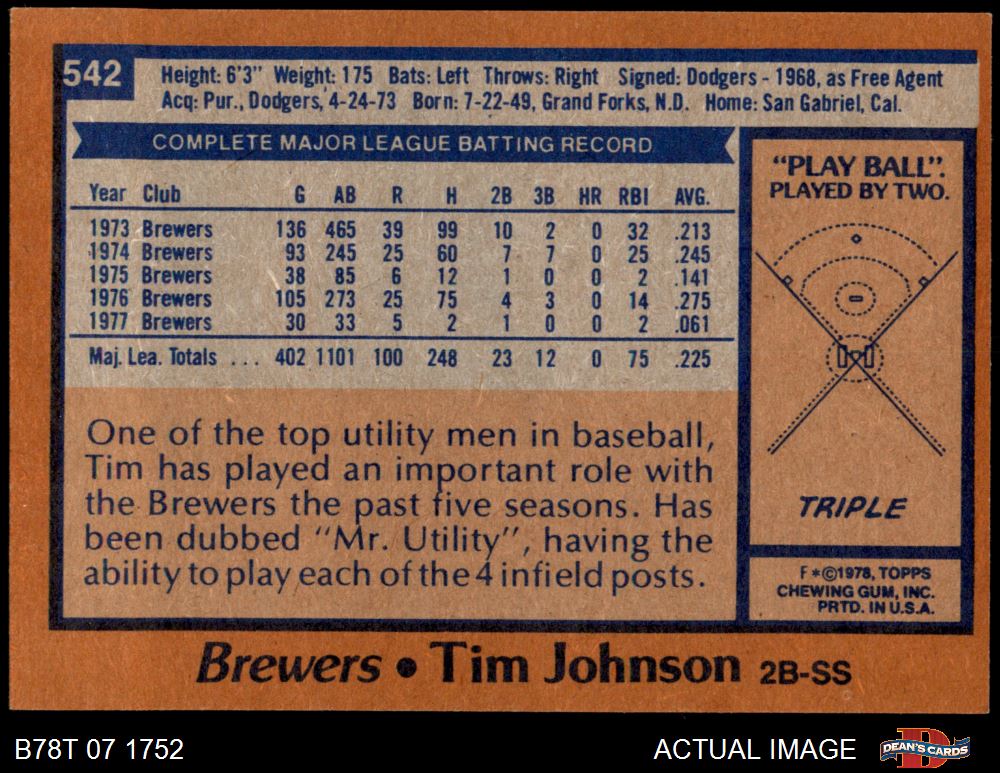 542
Height: 6'3" Weight: 175 Bats: Left Throws: Right Signed: Dodgers - 1968, as Free Agent
Acq: Pur., Dodgers, 4-24-73 Born: 7-22-49, Grand Forks, N.D. Home: San Gabriel, Cal.
COMPLETE MAJOR LEAGUE BATTING RECORD
Year Club G AB R H 2B 3B HR RBI AVG.
1973 Brewers 136 465 39 99 10 2 0 32 .213
1974 Brewers 93 245 25 60 7 7 0 25 .245
1975 Brewers 38 85 6 12 1 0 0 2 .141
1976 Brewers 105 273 25 75 4 3 0 14 .275
1977 Brewers 30 33 5 2 1 0 0 2 .061
Maj. Lea. Totals ... 402 1101 100 248 23 12 0 75 .225
One of the top utility men in baseball,
Tim has played an important role with
the Brewers the past five seasons. Has
been dubbed "Mr. Utility", having the
ability to play each of the 4 infield posts.
"PLAY BALL".
PLAYED BY TWO.
TRIPLE
F*©1978, TOPPS
CHEWING GUM, INC.
PRTD. IN U.S.A.
Brewers • Tim Johnson 2B-SS
B78T 07 1752 ACTUAL IMAGE DEAN'S CARDS